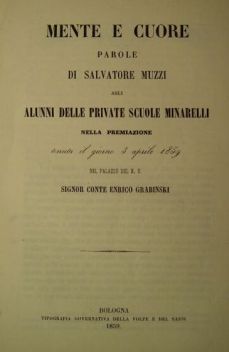 MENTE E CUORE
PAROLE
DI SALVATORE MUZZI
AGLI
ALUNNI DELLE PRIVATE SCUOLE MINARELLI
NELLA PREMIAZIONE
tenuta il giorno 3 aprile 1859
NEL PALAZZO DEL N. U.
SIGNOR CONTE ENRICO GRABINSKI
BOLOGNA
TIPOGRAFIA GOVERNATIVA DELLA VOLPE E DEL SASSI
1859.